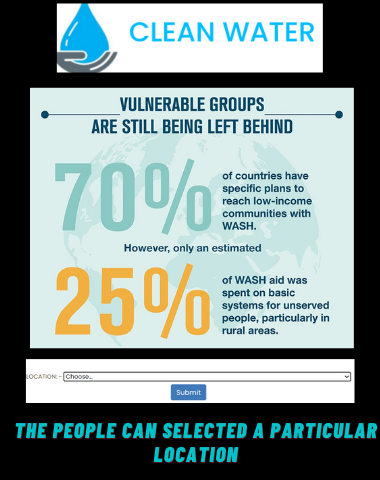 CLEAN WATER
VULNERABLE GROUPS
ARE STILL BEING LEFT BEHIND
70%
of countries have
specific plans to
reach low-income
communities with
WASH.
However, only an estimated
25%
of WASH aid was
spent on basic
systems for unserved
people, particularly in
rural areas.
LOCATION: - Choose...
Submit
THE PEOPLE CAN SELECTED A PARTICULAR
LOCATION